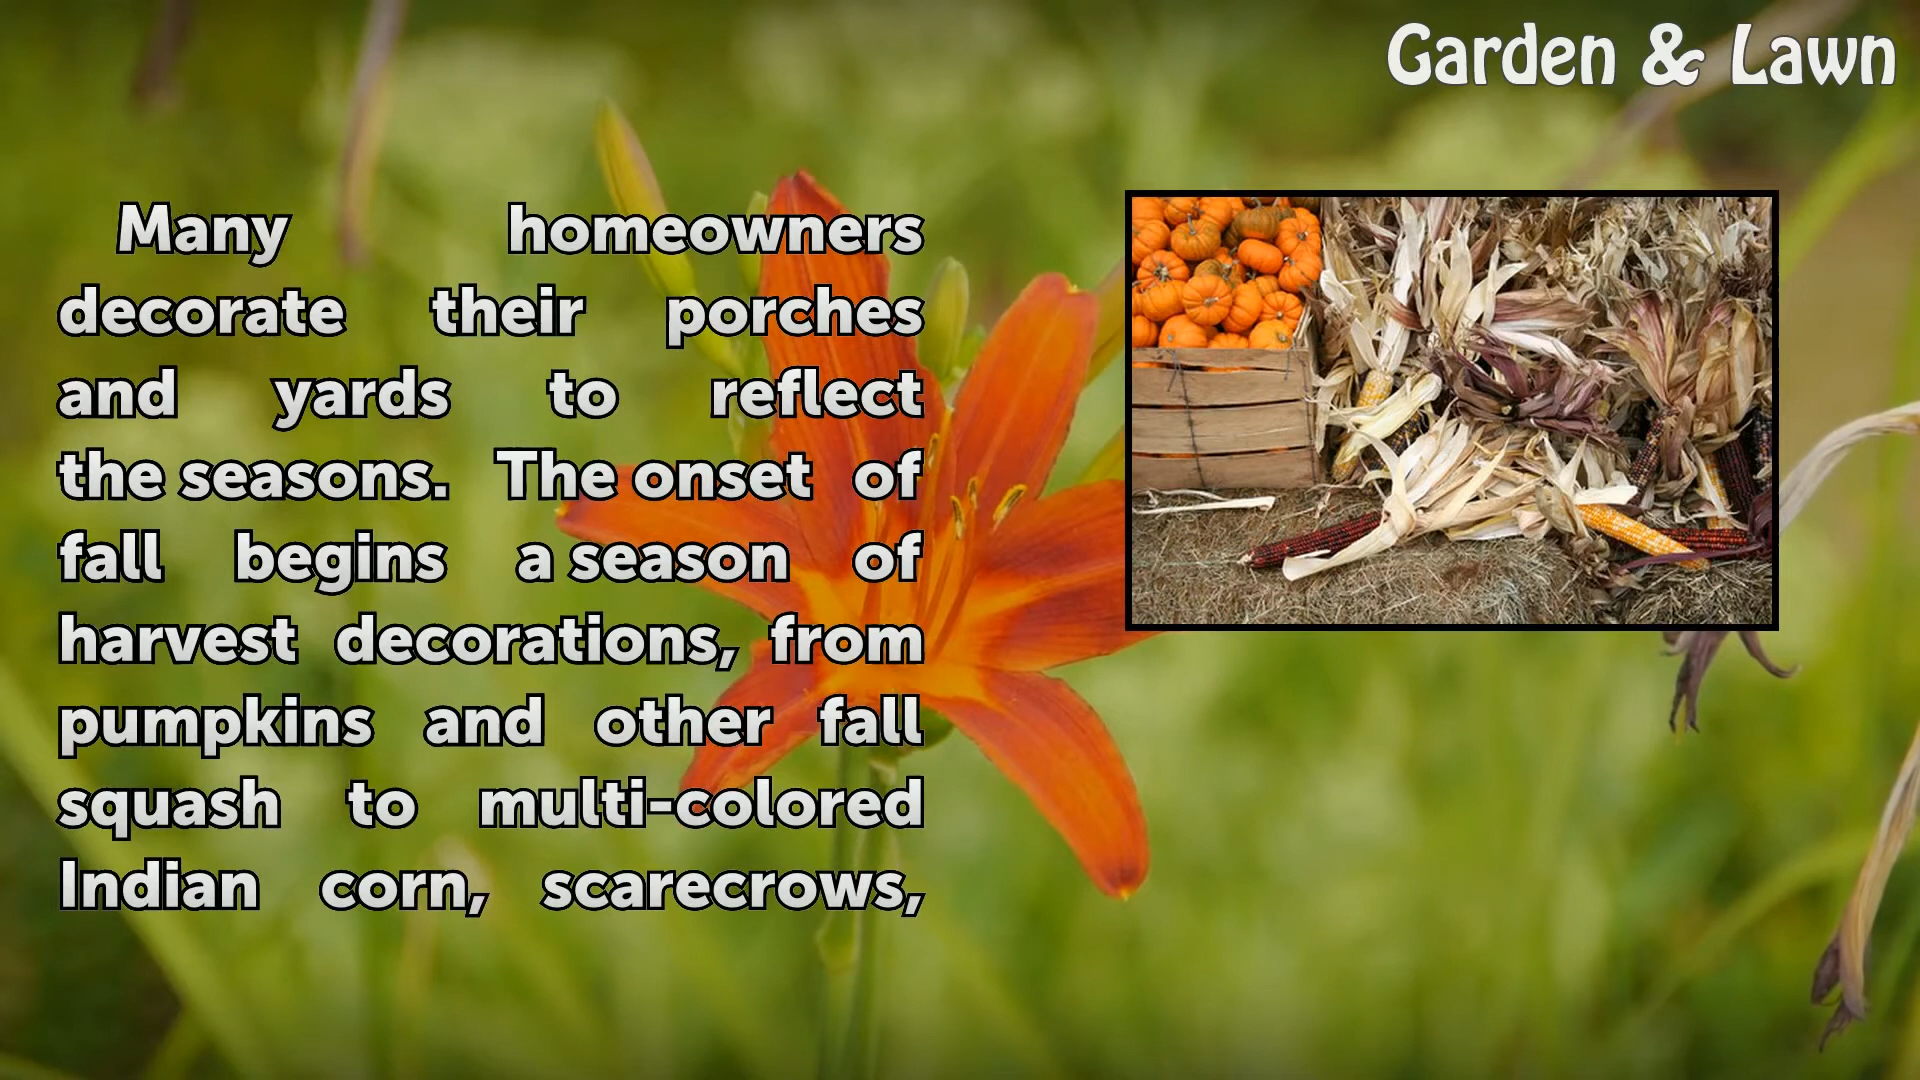 Garden & Lawn
Many homeowners
decorate their porches
and yards to reflect
the seasons. The onset of
fall begins a season of
harvest decorations, from
pumpkins and other fall
squash to multi-colored
Indian corn, scarecrows,